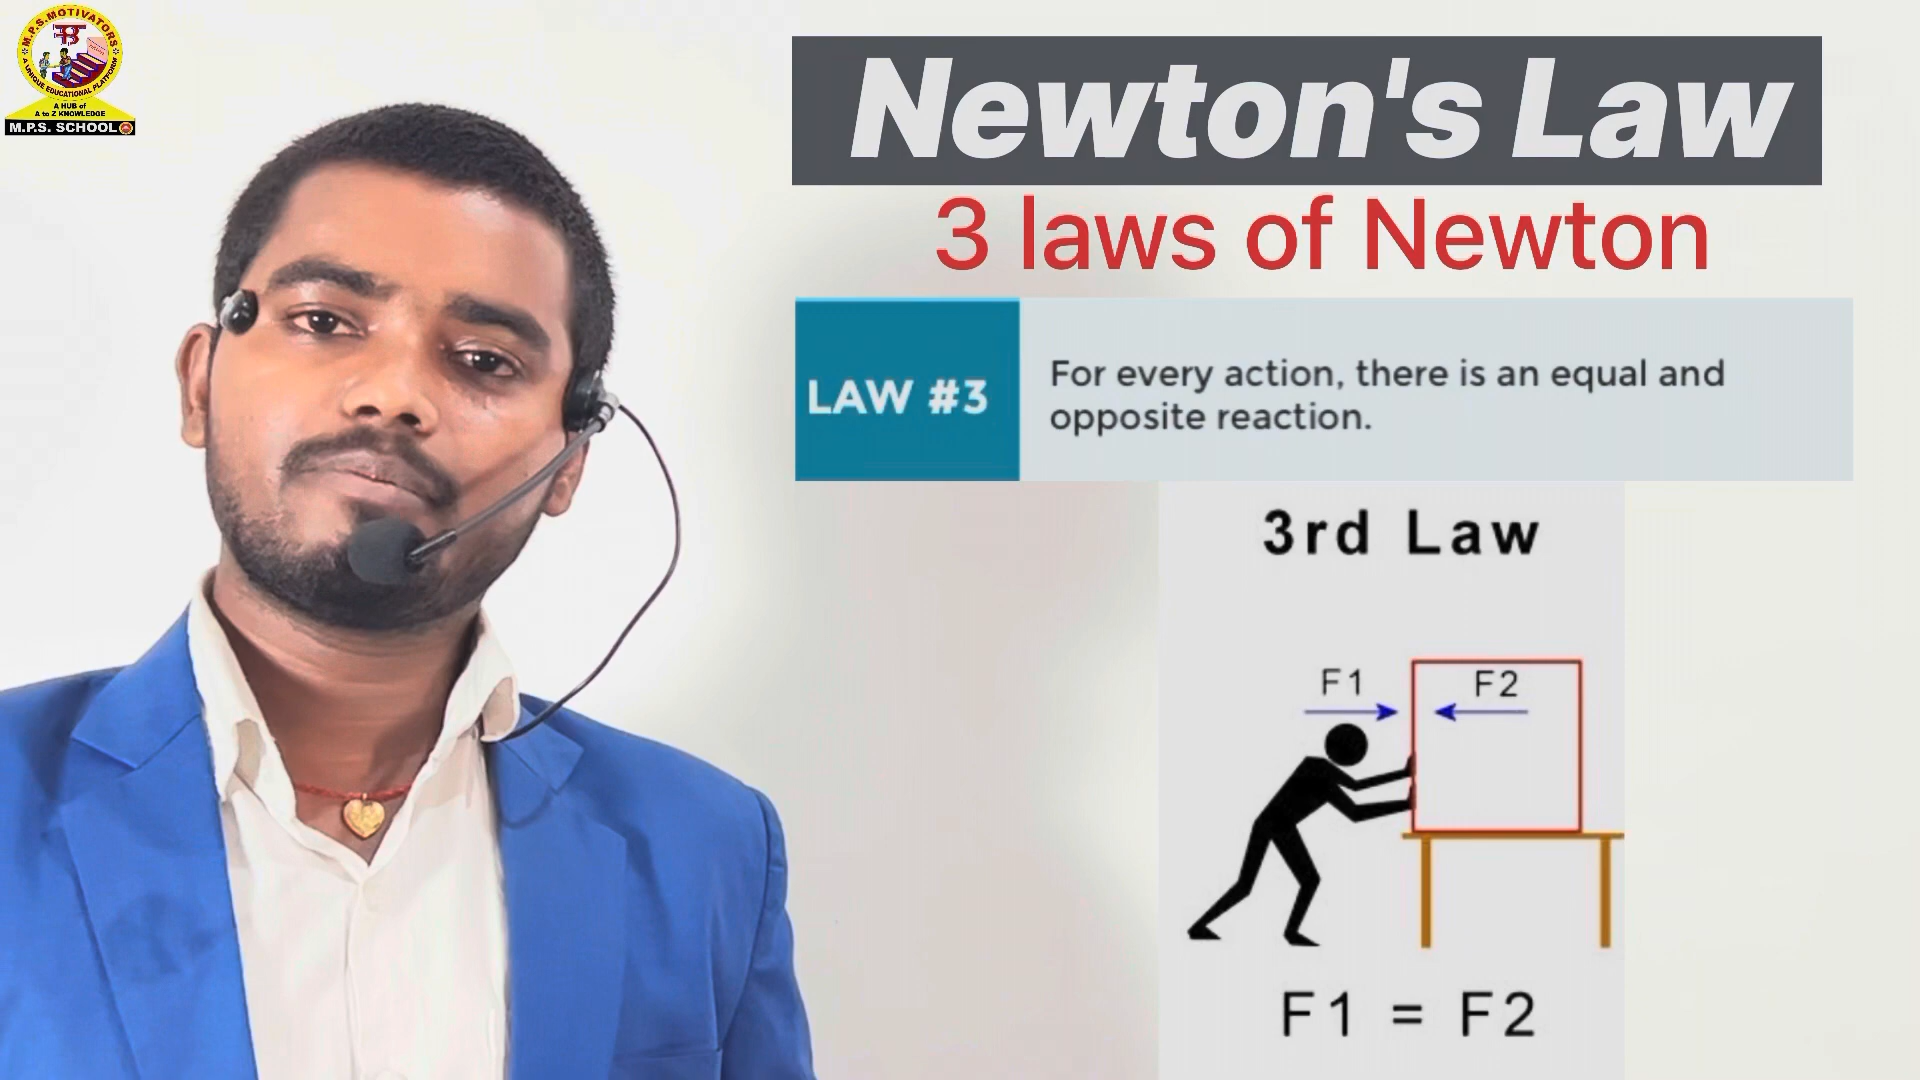 M.P.S.MOTIVATORS
A UNIQUE EDUCATIONAL PLATFORM
A HUB of
A to Z KNOWLEDGE
M.P.S. SCHOOL
Newton's Law
3 laws of Newton
LAW #3
For every action, there is an equal and
opposite reaction.
3rd Law
F1
F2
F1 = F2